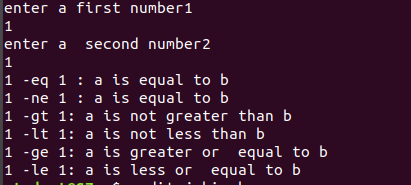 enter a first number1
1
enter a  second number2
1
1 -eq 1 : a is equal to b
1 -ne 1 : a is equal to b
1 -gt 1: a is not greater than b
1 -lt 1: a is not less than b
1 -ge 1: a is greater or  equal to b
1 -le 1: a is less or  equal to b